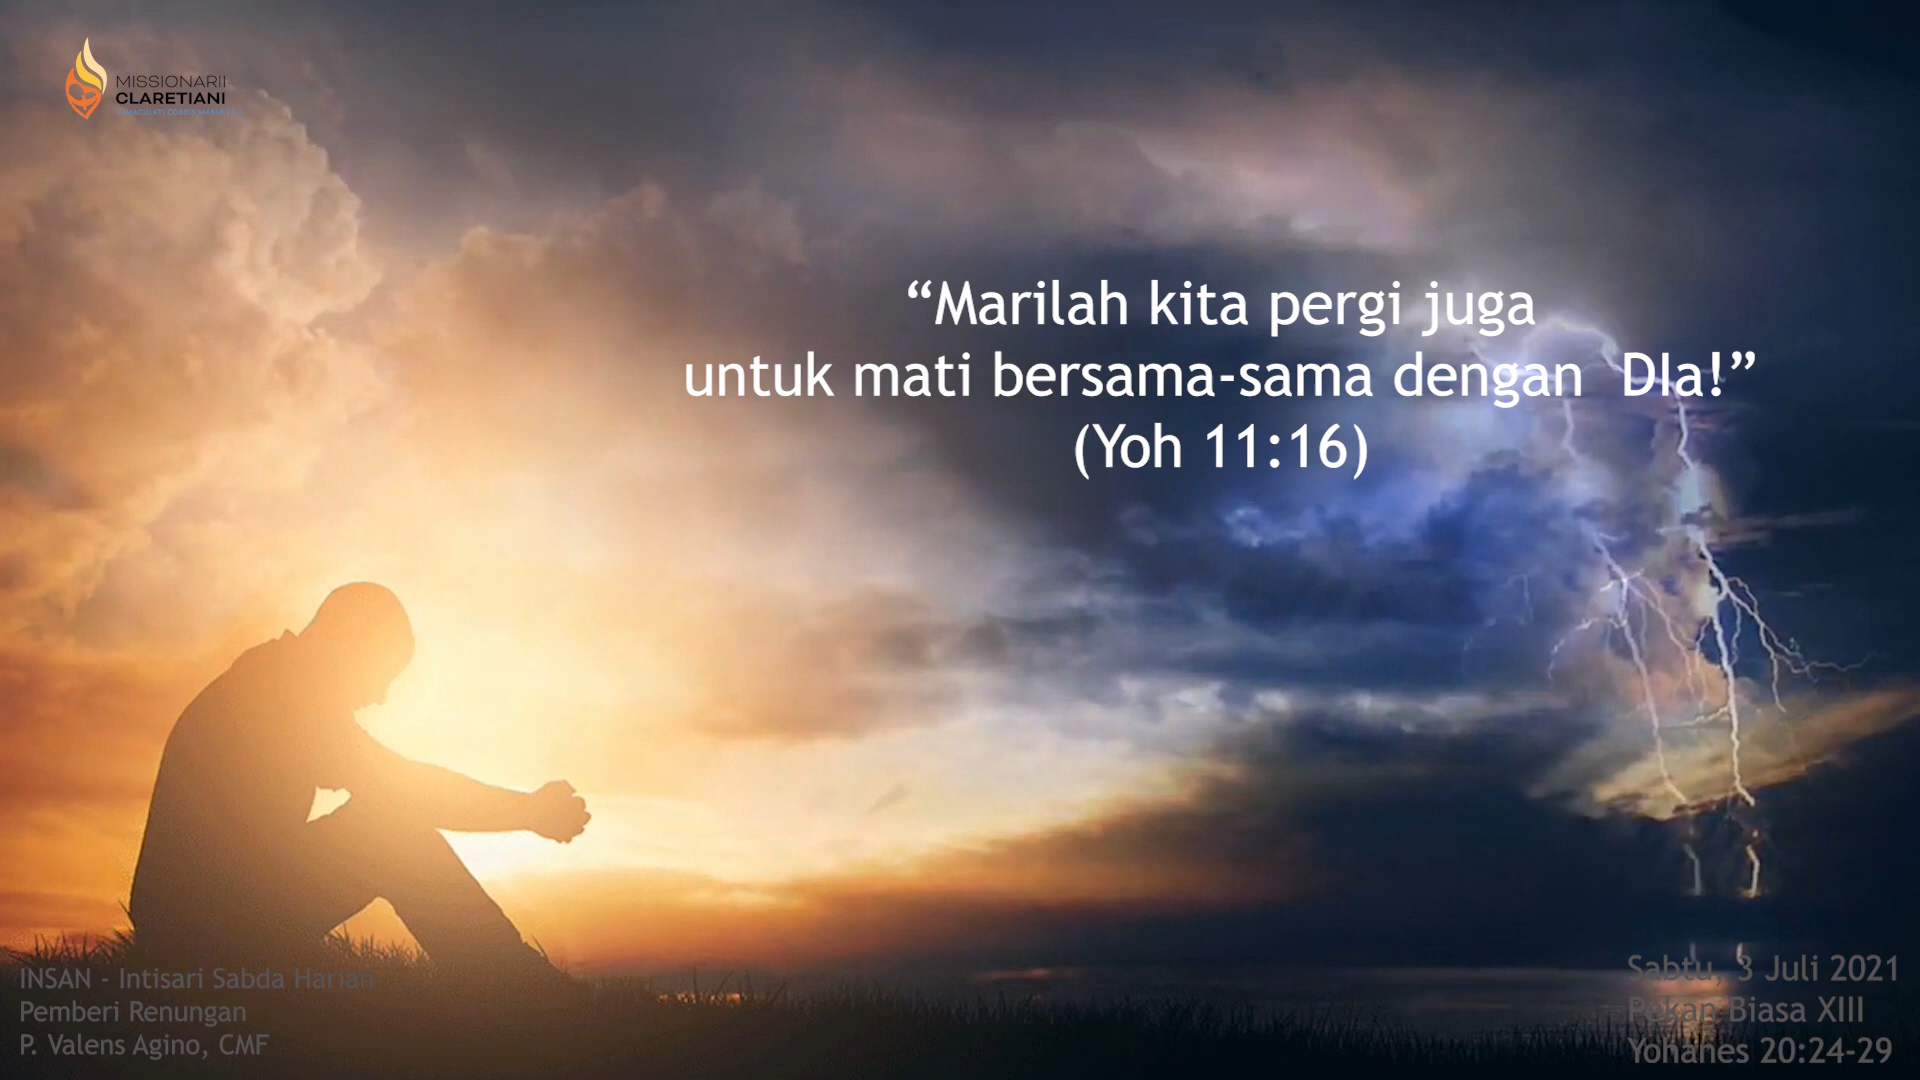 MISSIONARII
CLARETIANI
“Marilah kita pergi juga
untuk mati bersama-sama dengan  DIa!”
(Yoh 11:16)
INSAN - Intisari Sabda Harian
Pemberi Renungan
P. Valens Agino, CMF
Sabtu, 3 Juli 2021
Pekan Biasa XIII
Yohanes 20:24-29